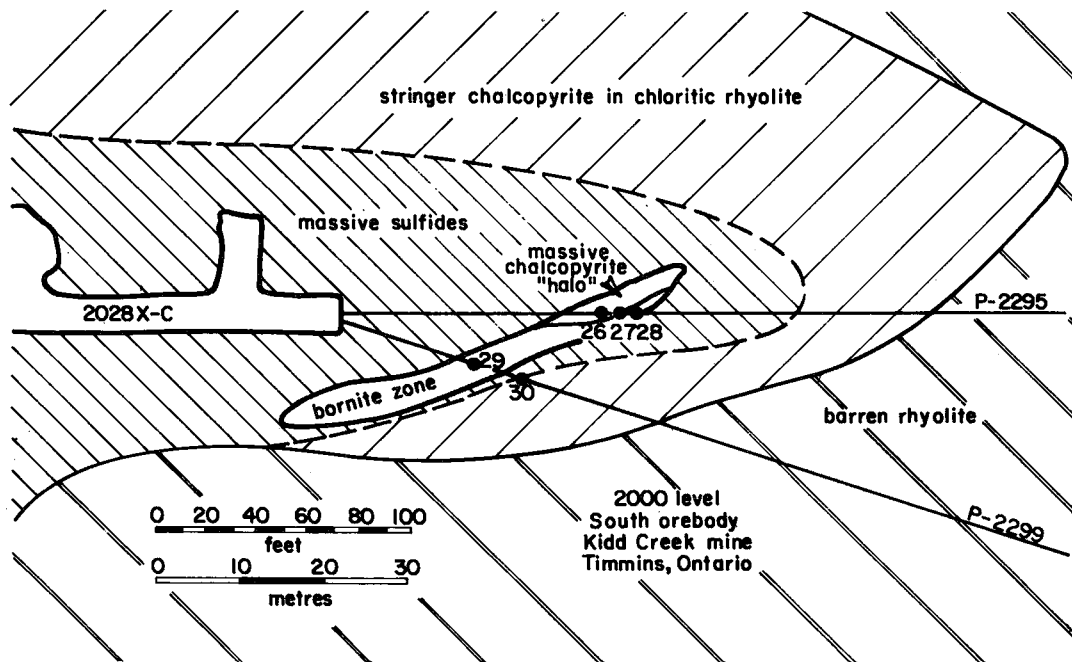 stringer chalcopyrite in chloritic rhyolite
massive sulfides
massive
chalcopyrite
"halo"
2028X-C
P-2295
26 27 28
29
30
bornite zone
barren rhyolite
P-2299
2000 level
South orebody
Kidd Creek mine
Timmins, Ontario
0 20 40 60 80 100
feet
0 10 20 30
metres